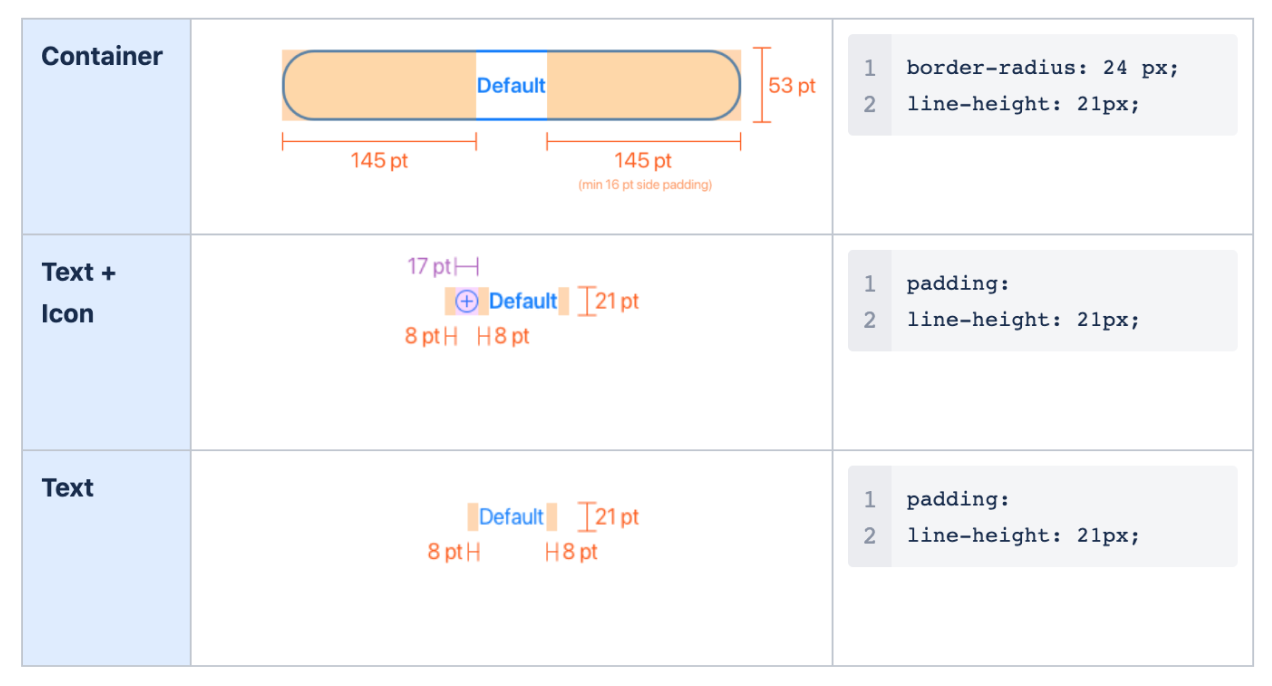 Container
Default
53 pt
145 pt
145 pt
(min 16 pt side padding)
1 border-radius: 24 px;
2 line-height: 21px;
Text +
Icon
17 pt
Default
21 pt
8 pt
8 pt
1 padding:
2 line-height: 21px;
Text
Default
21 pt
8 pt
8 pt
1 padding:
2 line-height: 21px;